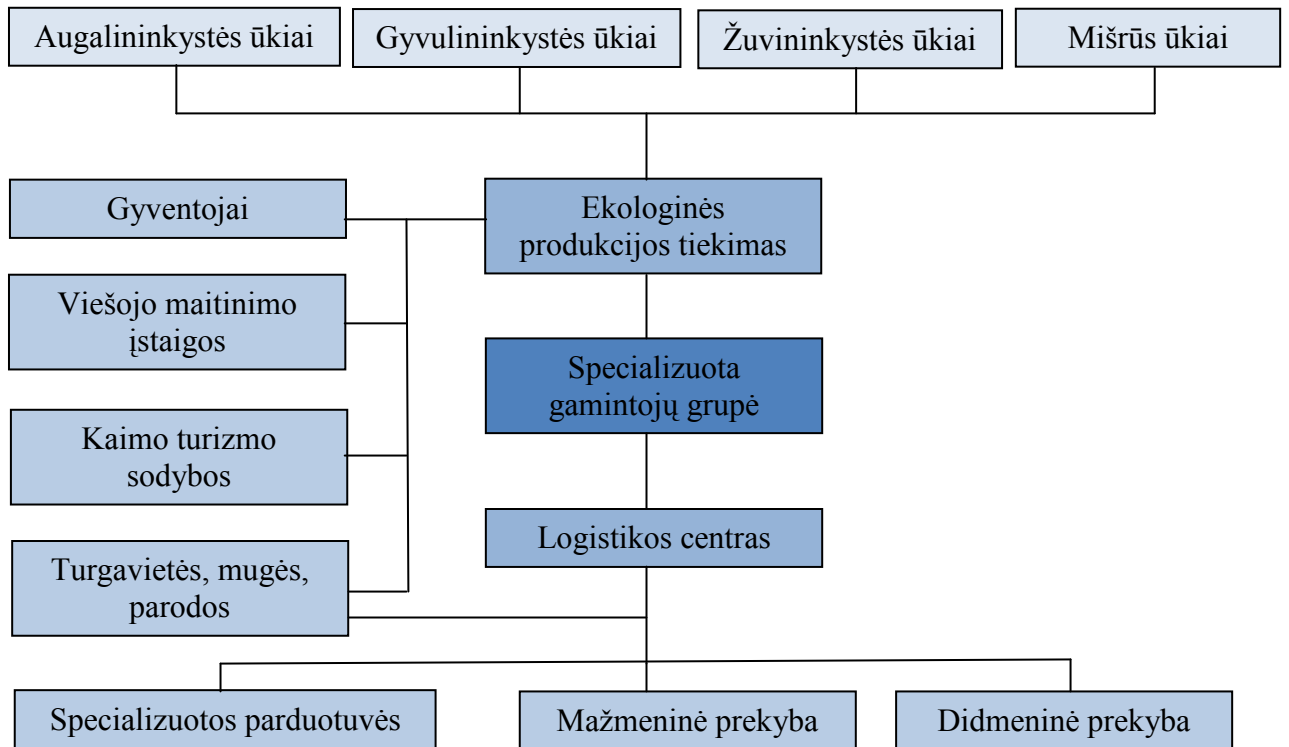 Augalininkystės ūkiai
Gyvulininkystės ūkiai
Žuvininkystės ūkiai
Mišrūs ūkiai
Gyventojai
Ekologinės
produkcijos tiekimas
Viešojo maitinimo
įstaigos
Specializuota
gamintojų grupė
Kaimo turizmo
sodybos
Logistikos centras
Turgavietės, mugės,
parodos
Specializuotos parduotuvės
Mažmeninė prekyba
Didmeninė prekyba